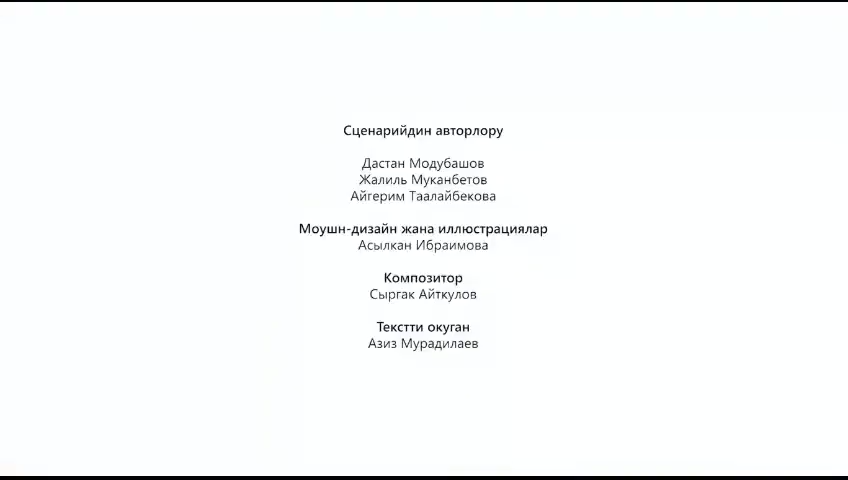 Сценарийдин авторлору
Дастан Модубашов
Жалиль Муканбетов
Айгерим Таалайбекова
Моушн-дизайн жана иллюстрациялар
Асылкан Ибраимова
Композитор
Сыргак Айткулов
Текстти окуган
Азиз Мурадилаев